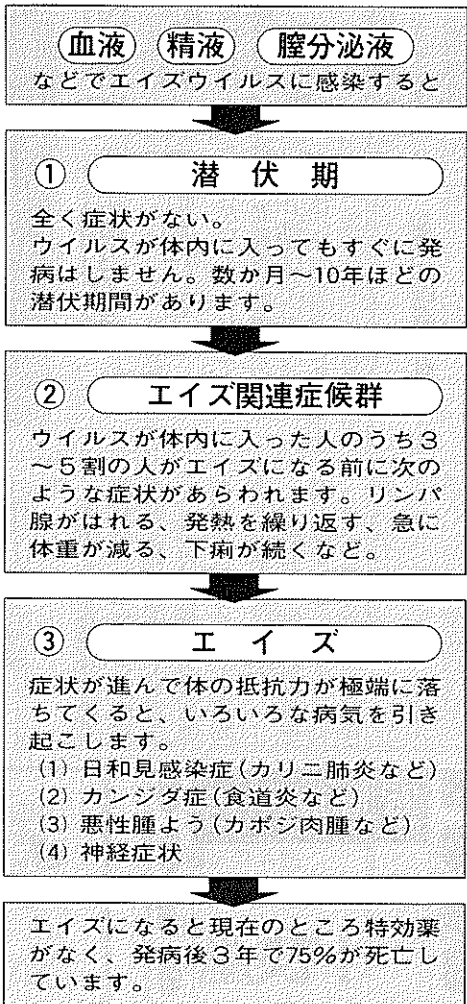 血液 精液 膣分泌液
などでエイズウイルスに感染すると
① 潜伏期
全く症状がない。
ウイルスが体内に入ってもすぐに発
病はしません。数か月～10年ほどの
潜伏期間があります。
② エイズ関連症候群
ウイルスが体内に入った人のうち3
～5割の人がエイズになる前に次の
ような症状があらわれます。リンパ
腺がはれる、発熱を繰り返す、急に
体重が減る、下痢が続くなど。
③ エイズ
症状が進んで体の抵抗力が極端に落
ちてくると、いろいろな病気を引き
起こします。
(1) 日和見感染症(カリニ肺炎など)
(2) カンジダ症(食道炎など)
(3) 悪性腫よう(カポジ肉腫など)
(4) 神経症状
エイズになると現在のところ特効薬
がなく、発病後3年で75%が死亡し
ています。